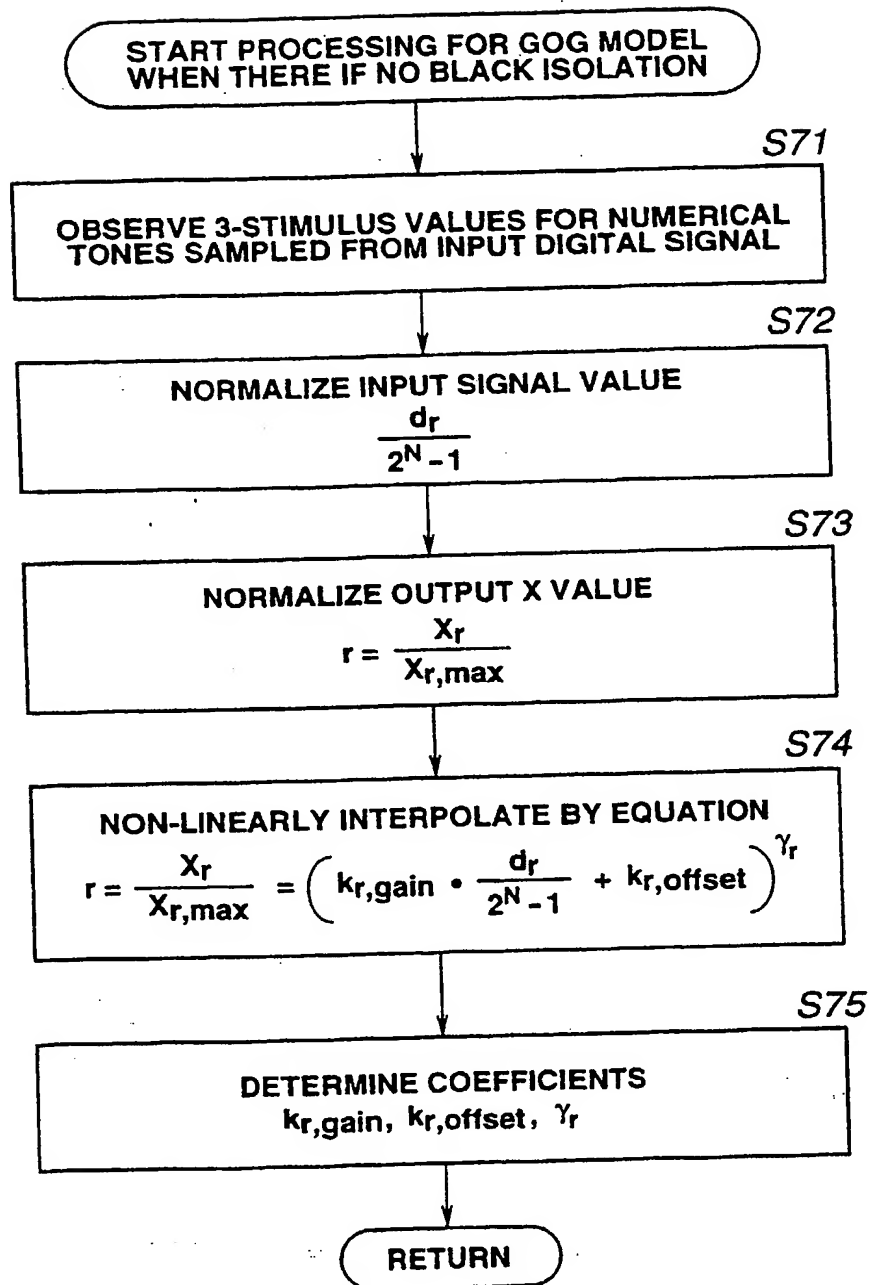 START PROCESSING FOR GOG MODEL
WHEN THERE IF NO BLACK ISOLATION
S71
OBSERVE 3-STIMULUS VALUES FOR NUMERICAL
TONES SAMPLED FROM INPUT DIGITAL SIGNAL
S72
NORMALIZE INPUT SIGNAL VALUE
dr
2^N - 1
S73
NORMALIZE OUTPUT X VALUE
r = Xr
Xr,max
S74
NON-LINEARLY INTERPOLATE BY EQUATION
r = Xr / Xr,max = ( kr,gain • dr / 2^N - 1 + kr,offset )^γr
S75
DETERMINE COEFFICIENTS
kr,gain, kr,offset, γr
RETURN